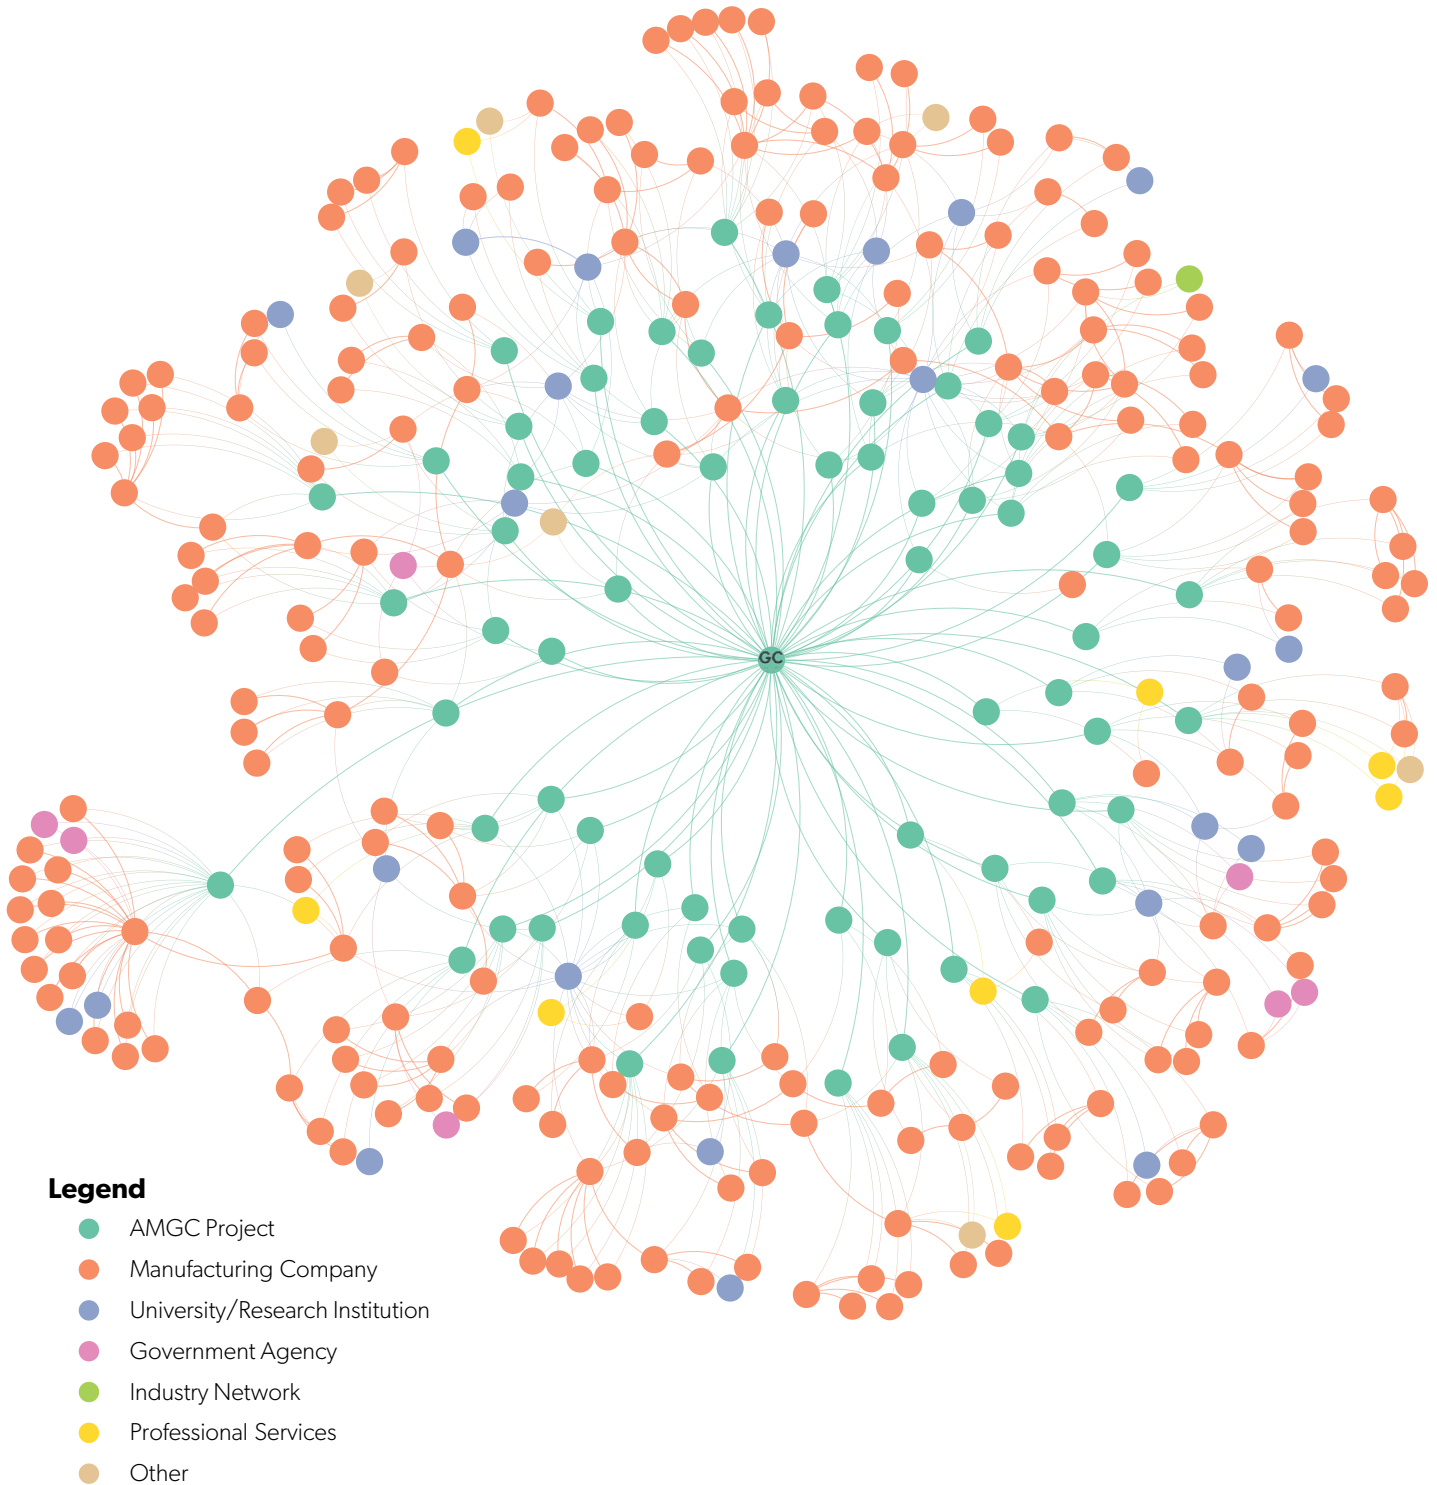 GC
Legend
AMGC Project
Manufacturing Company
University/Research Institution
Government Agency
Industry Network
Professional Services
Other